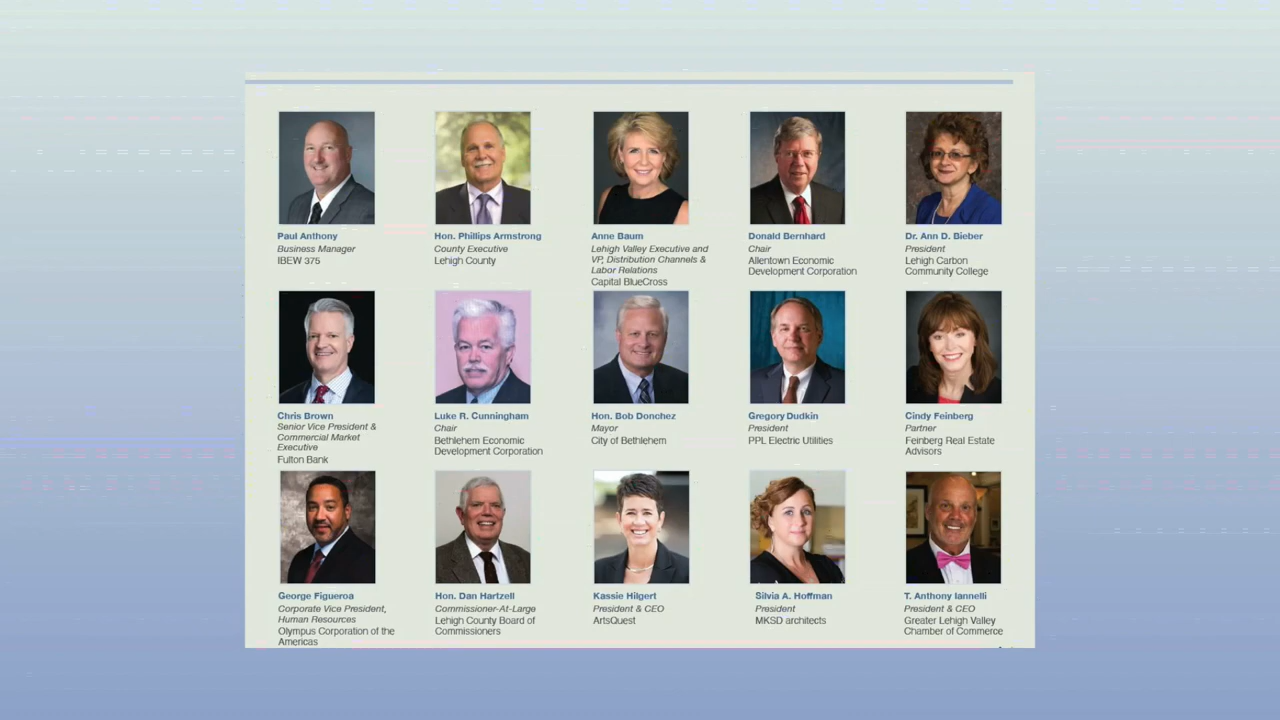 Paul Anthony
Business Manager
IBEW 375
Hon. Phillips Armstrong
County Executive
Lehigh County
Anne Baum
Lehigh Valley Executive and
VP, Distribution Channels &
Labor Relations
Capital BlueCross
Donald Bernhard
Chair
Allentown Economic
Development Corporation
Dr. Ann D. Bieber
President
Lehigh Carbon
Community College
Chris Brown
Senior Vice President &
Commercial Market
Executive
Fulton Bank
Luke R. Cunningham
Chair
Bethlehem Economic
Development Corporation
Hon. Bob Donchez
Mayor
City of Bethlehem
Gregory Dudkin
President
PPL Electric Utilities
Cindy Feinberg
Partner
Feinberg Real Estate
Advisors
George Figueroa
Corporate Vice President,
Human Resources
Olympus Corporation of the
Americas
Hon. Dan Hartzell
Commissioner-At-Large
Lehigh County Board of
Commissioners
Kassie Hilgert
President & CEO
ArtsQuest
Silvia A. Hoffman
President
MKSD architects
T. Anthony Iannelli
President & CEO
Greater Lehigh Valley
Chamber of Commerce